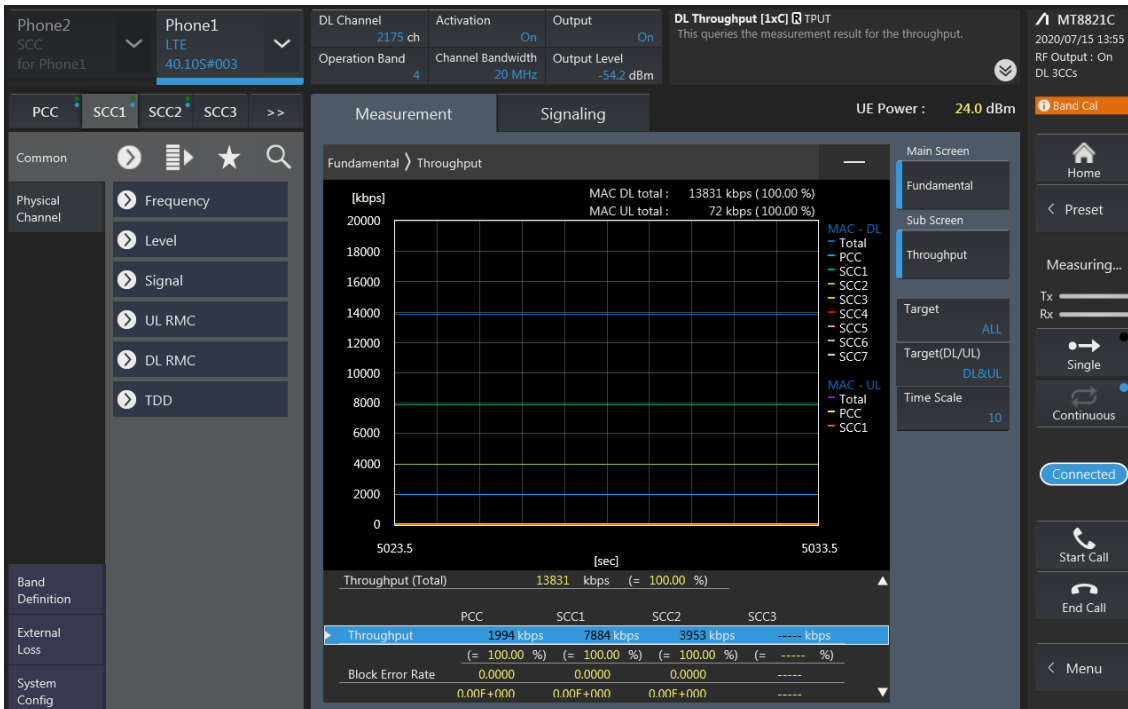 Phone2
SCC
for Phone1
Phone1
LTE
40.10S#003
DL Channel
2175 ch
Activation
On
Output
On
Operation Band
4
Channel Bandwidth
20 MHz
Output Level
-54.2 dBm
DL Throughput [1xC] R TPUT
This queries the measurement result for the throughput.
MT8821C
2020/07/15 13:55
RF Output : On
DL 3CCs
Band Cal
PCC SCC1 SCC2 SCC3 >>
Measurement
Signaling
UE Power : 24.0 dBm
Common
Physical
Channel
Frequency
Level
Signal
UL RMC
DL RMC
TDD
Band
Definition
External
Loss
System
Config
Fundamental 〉 Throughput
[kbps]
MAC DL total : 13831 kbps ( 100.00 %)
MAC UL total : 72 kbps ( 100.00 %)
20000
18000
16000
14000
12000
10000
8000
6000
4000
2000
0
5023.5
[sec]
5033.5
MAC - DL
Total
PCC
SCC1
SCC2
SCC3
SCC4
SCC5
SCC6
SCC7
MAC - UL
Total
PCC
SCC1
Throughput (Total) 13831 kbps (= 100.00 %)
PCC SCC1 SCC2 SCC3
Throughput 1994 kbps 7884 kbps 3953 kbps ----- kbps
(= 100.00 %) (= 100.00 %) (= 100.00 %) (= ----- %)
Block Error Rate 0.0000 0.0000 0.0000 -----
0.00E+000 0.00E+000 0.00E+000 -----
Main Screen
Fundamental
Sub Screen
Throughput
Target
ALL
Target(DL/UL)
DL&UL
Time Scale
10
Home
< Preset
Measuring...
Tx
Rx
Single
Continuous
Connected
Start Call
End Call
< Menu